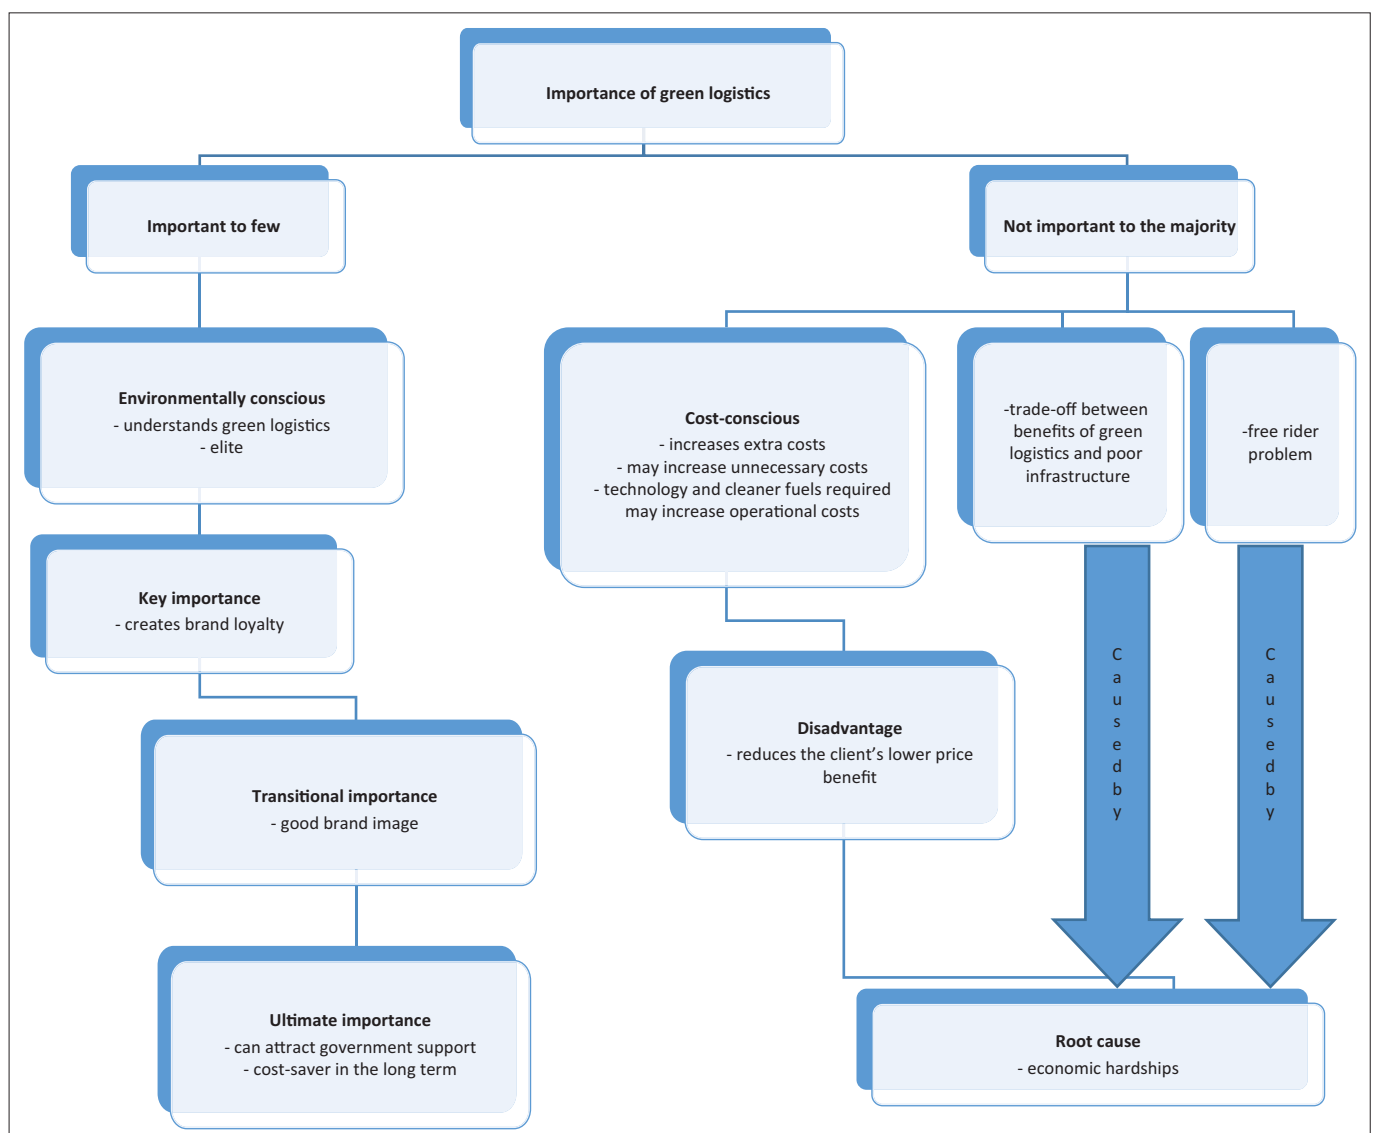 Importance of green logistics
Important to few
Not important to the majority
Environmentally conscious
- understands green logistics
- elite
Cost-conscious
- increases extra costs
- may increase unnecessary costs
- technology and cleaner fuels required
may increase operational costs
-trade-off between
benefits of green
logistics and poor
infrastructure
-free rider
problem
Key importance
- creates brand loyalty
Transitional importance
- good brand image
Disadvantage
- reduces the client's lower price
benefit
C
a
u
s
e
d
b
y
C
a
u
s
e
d
b
y
Ultimate importance
- can attract government support
- cost-saver in the long term
Root cause
- economic hardships